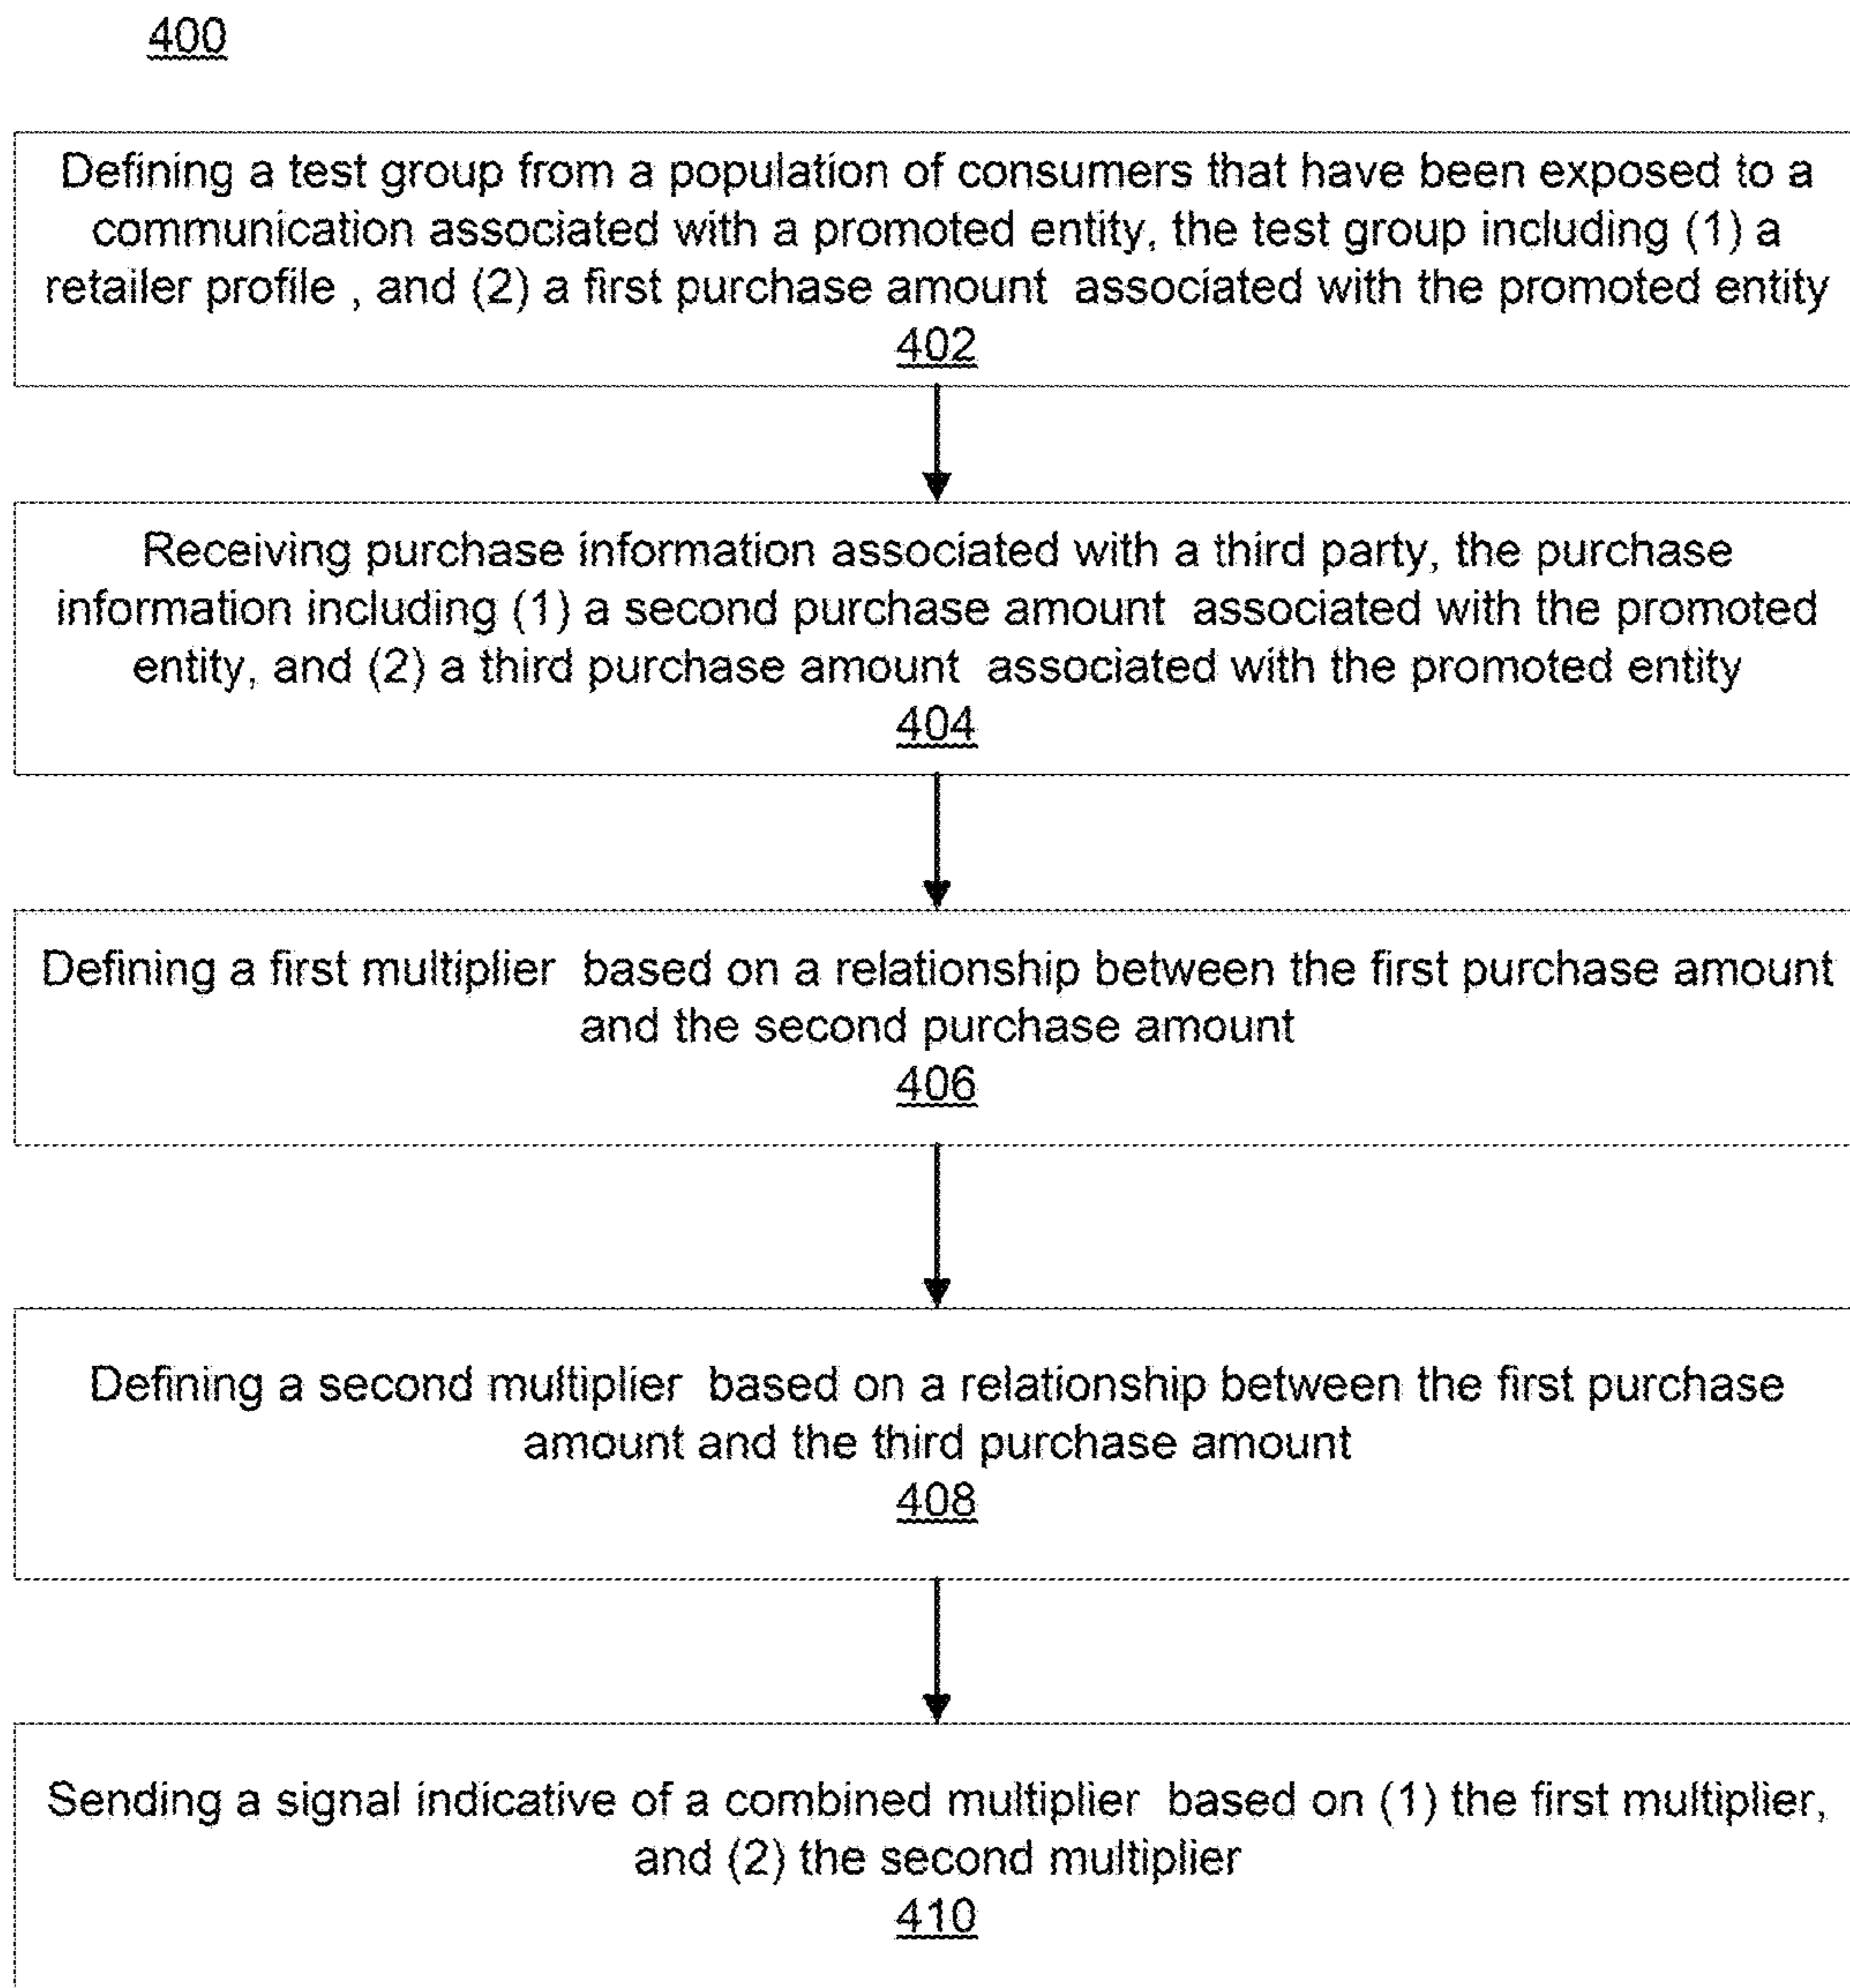 400
Defining a test group from a population of consumers that have been exposed to a
communication associated with a promoted entity, the test group including (1) a
retailer profile , and (2) a first purchase amount associated with the promoted entity
402
Receiving purchase information associated with a third party, the purchase
information including (1) a second purchase amount associated with the promoted
entity, and (2) a third purchase amount associated with the promoted entity
404
Defining a first multiplier based on a relationship between the first purchase amount
and the second purchase amount
406
Defining a second multiplier based on a relationship between the first purchase
amount and the third purchase amount
408
Sending a signal indicative of a combined multiplier based on (1) the first multiplier,
and (2) the second multiplier
410